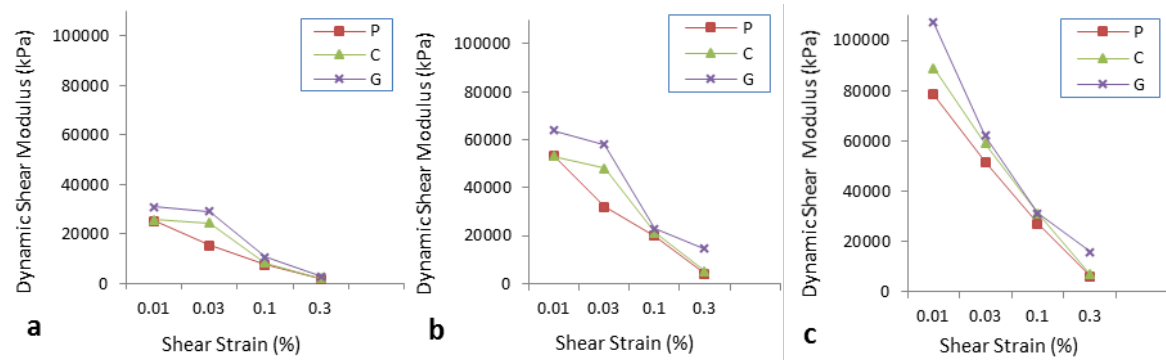 Dynamic Shear Modulus (kPa)
100000
80000
60000
40000
20000
0
0.01 0.03 0.1 0.3
Shear Strain (%)
P
C
G
a
Dynamic Shear Modulus (kPa)
100000
80000
60000
40000
20000
0
0.01 0.03 0.1 0.3
Shear Strain (%)
P
C
G
b
Dynamic Shear Modulus (kPa)
100000
80000
60000
40000
20000
0
0.01 0.03 0.1 0.3
Shear Strain (%)
P
C
G
c